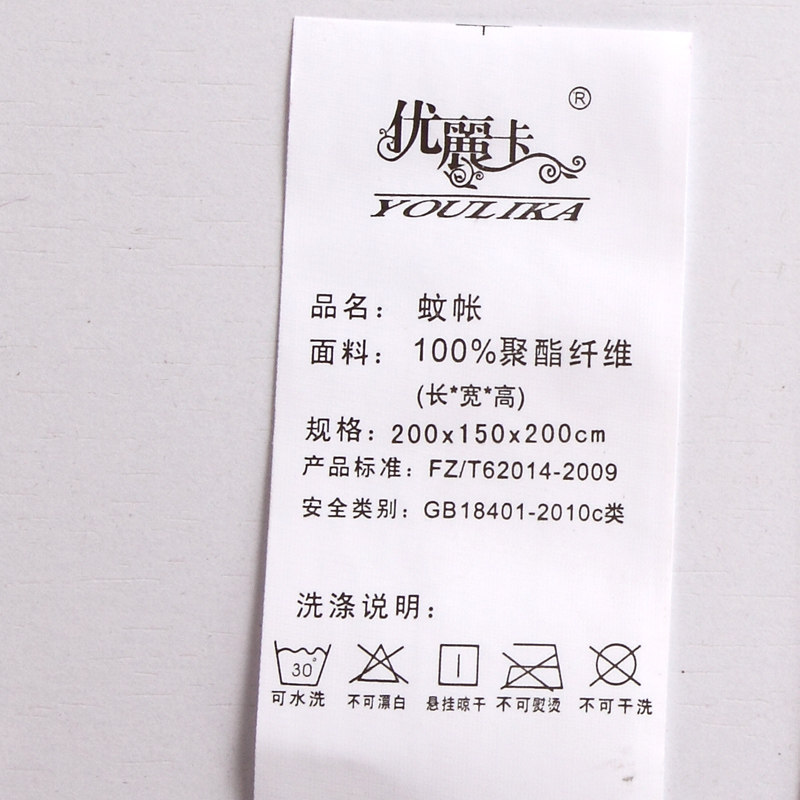 优麗卡®
YOULIKA
品名：蚊帐
面料：100%聚酯纤维
(长*宽*高)
规格：200x150x200cm
产品标准：FZ/T62014-2009
安全类别：GB18401-2010c类
洗涤说明：
30°
可水洗 不可漂白 悬挂晾干 不可熨烫 不可干洗